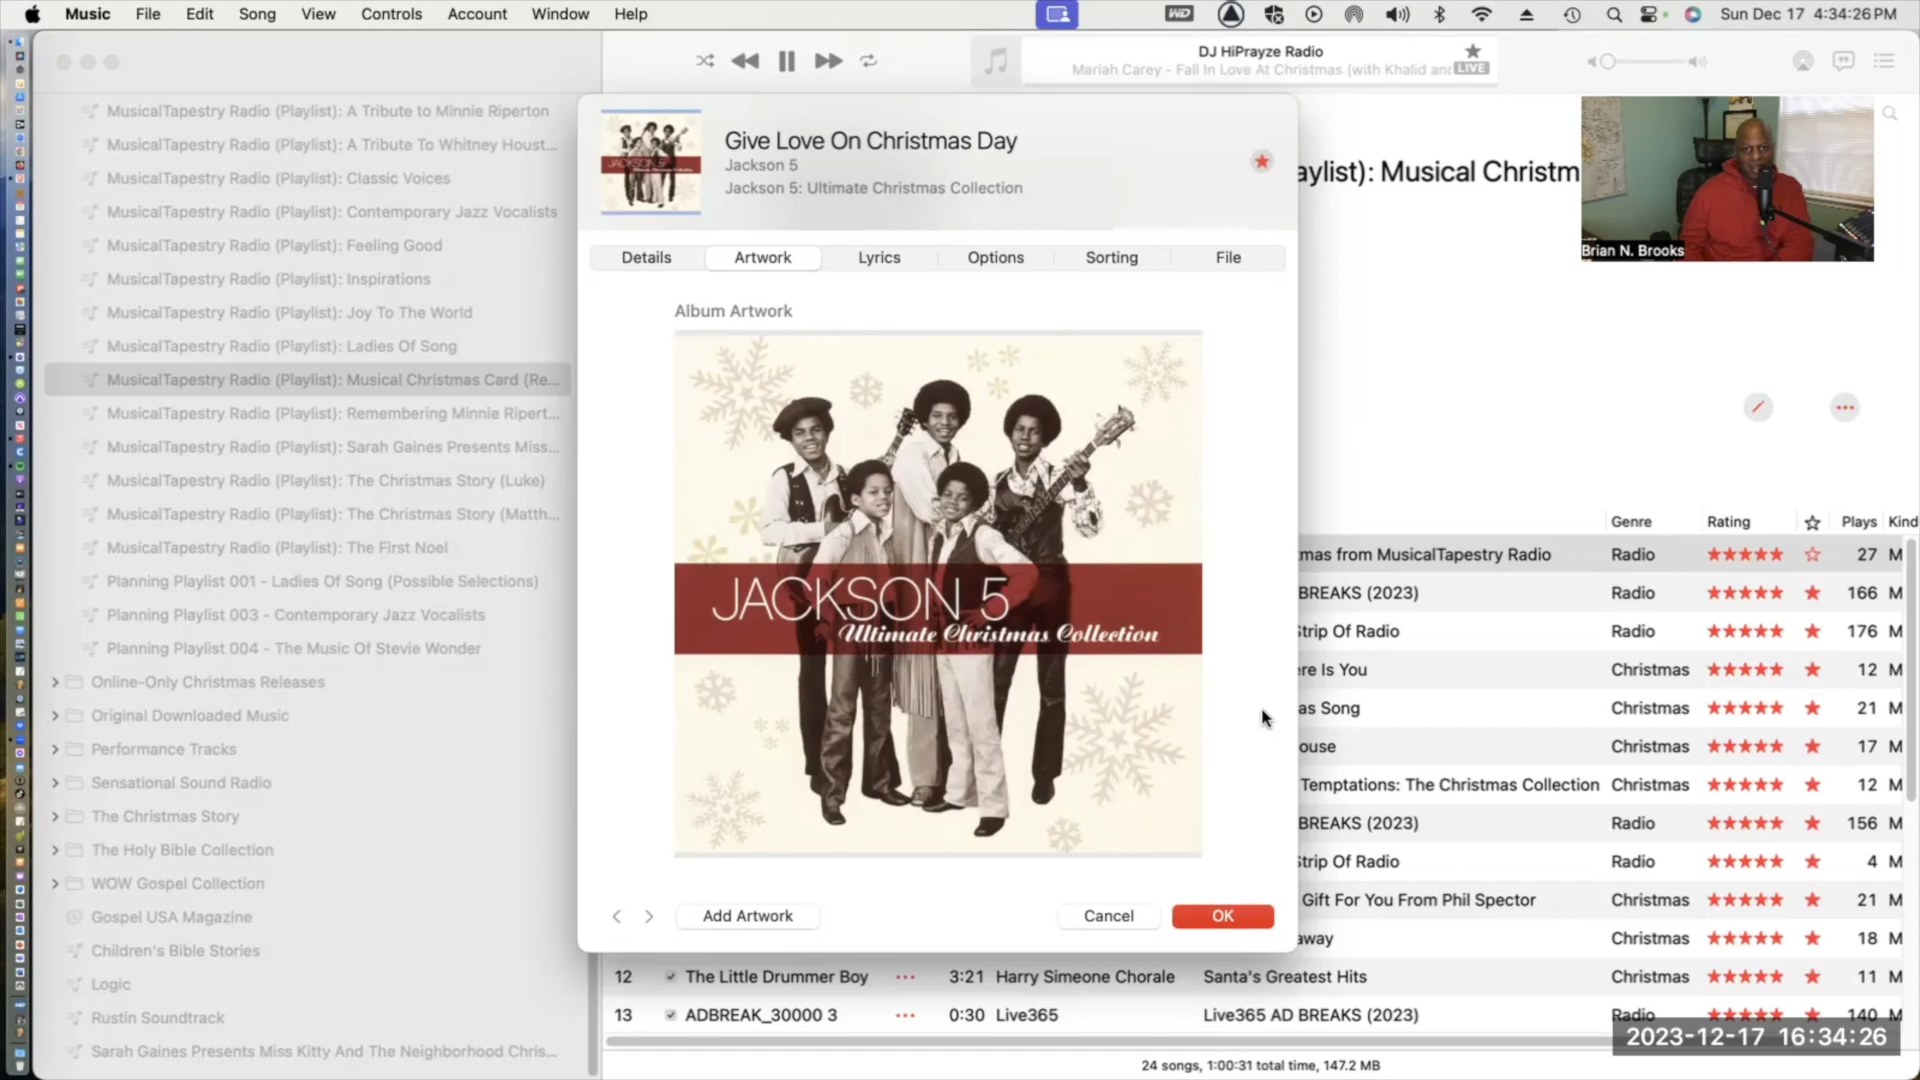 Music File Edit Song View Controls Account Window Help
WD
Sun Dec 17 4:34:26 PM
DJ HiPrayze Radio
Mariah Carey - Fall In Love At Christmas (with Khalid and
LIVE
MusicalTapestry Radio (Playlist): A Tribute to Minnie Riperton
MusicalTapestry Radio (Playlist): A Tribute To Whitney Houst...
MusicalTapestry Radio (Playlist): Classic Voices
MusicalTapestry Radio (Playlist): Contemporary Jazz Vocalists
MusicalTapestry Radio (Playlist): Feeling Good
MusicalTapestry Radio (Playlist): Inspirations
MusicalTapestry Radio (Playlist): Joy To The World
MusicalTapestry Radio (Playlist): Ladies Of Song
MusicalTapestry Radio (Playlist): Musical Christmas Card (Re...
MusicalTapestry Radio (Playlist): Remembering Minnie Ripert...
MusicalTapestry Radio (Playlist): Sarah Gaines Presents Miss...
MusicalTapestry Radio (Playlist): The Christmas Story (Luke)
MusicalTapestry Radio (Playlist): The Christmas Story (Matth...
MusicalTapestry Radio (Playlist): The First Noel
Planning Playlist 001 - Ladies Of Song (Possible Selections)
Planning Playlist 003 - Contemporary Jazz Vocalists
Planning Playlist 004 - The Music Of Stevie Wonder
Online-Only Christmas Releases
Original Downloaded Music
Performance Tracks
Sensational Sound Radio
The Christmas Story
The Holy Bible Collection
WOW Gospel Collection
Gospel USA Magazine
Children's Bible Stories
Logic
Rustin Soundtrack
Sarah Gaines Presents Miss Kitty And The Neighborhood Chris...
Give Love On Christmas Day
Jackson 5
Jackson 5: Ultimate Christmas Collection
Details Artwork Lyrics Options Sorting File
Album Artwork
JACKSON 5
Ultimate Christmas Collection
Add Artwork Cancel OK
aylist): Musical Christm
Brian N. Brooks
Genre Rating Plays Kind
tmas from MusicalTapestry Radio Radio 27 M
BREAKS (2023) Radio 166 M
Strip Of Radio Radio 176 M
ere Is You Christmas 12 M
as Song Christmas 21 M
ouse Christmas 17 M
Temptations: The Christmas Collection Christmas 12 M
BREAKS (2023) Radio 156 M
Strip Of Radio Radio 4 M
Gift For You From Phil Spector Christmas 21 M
away Christmas 18 M
12 The Little Drummer Boy 3:21 Harry Simeone Chorale Santa's Greatest Hits Christmas 11 M
13 ADBREAK_30000 3 0:30 Live365 Live365 AD BREAKS (2023) Radio 140 M
2023-12-17 16:34:26
24 songs, 1:00:31 total time, 147.2 MB